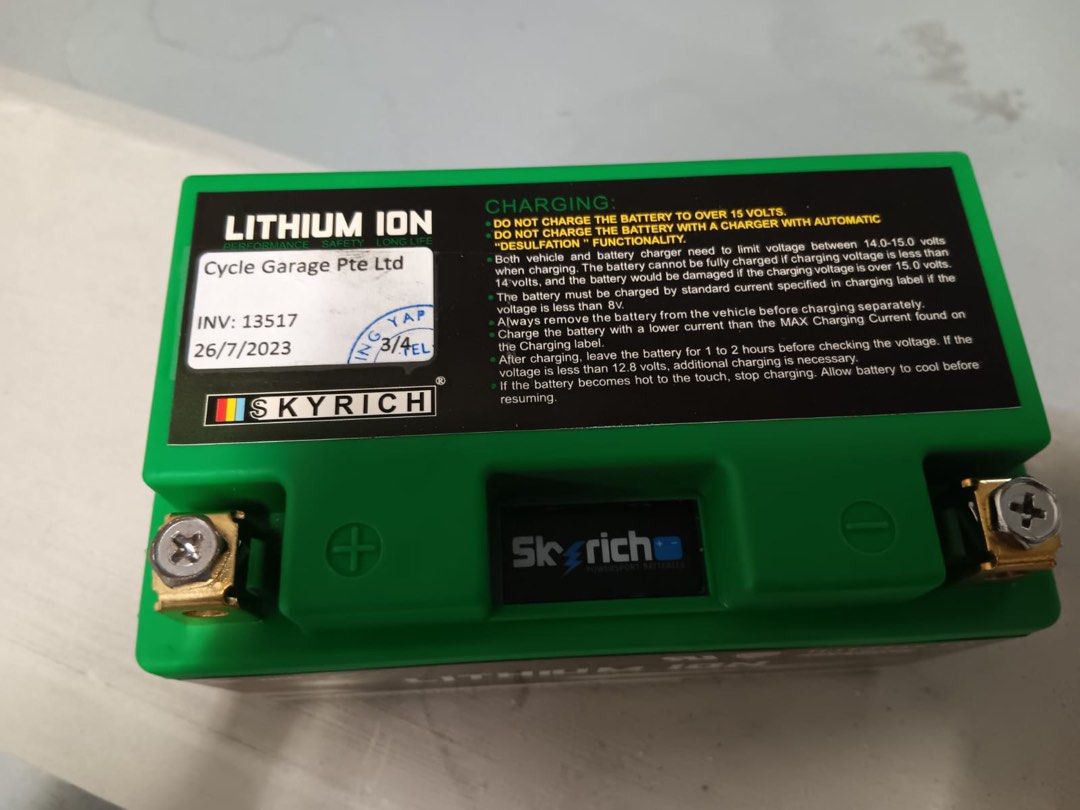 LITHIUM ION
PERFORMANCE SAFETY LONG LIFE
Cycle Garage Pte Ltd
INV: 13517
26/7/2023
3/4
ING YAP
TEL
SKYRICH®
CHARGING:
DO NOT CHARGE THE BATTERY TO OVER 15 VOLTS.
DO NOT CHARGE THE BATTERY WITH A CHARGER WITH AUTOMATIC
“DESULFATION ” FUNCTIONALITY.
Both vehicle and battery charger need to limit voltage between 14.0-15.0 volts
when charging. The battery cannot be fully charged if charging voltage is less than
14 volts, and the battery would be damaged if the charging voltage is over 15.0 volts.
The battery must be charged by standard current specified in charging label if the
voltage is less than 8v.
Always remove the battery from the vehicle before charging separately.
Charge the battery with a lower current than the MAX Charging Current found on
the Charging label.
After charging, leave the battery for 1 to 2 hours before checking the voltage. If the
voltage is less than 12.8 volts, additional charging is necessary.
If the battery becomes hot to the touch, stop charging. Allow battery to cool before
resuming.
+
−
Skyrich
POWERSPORT BATTERIES
LITHIUM ION